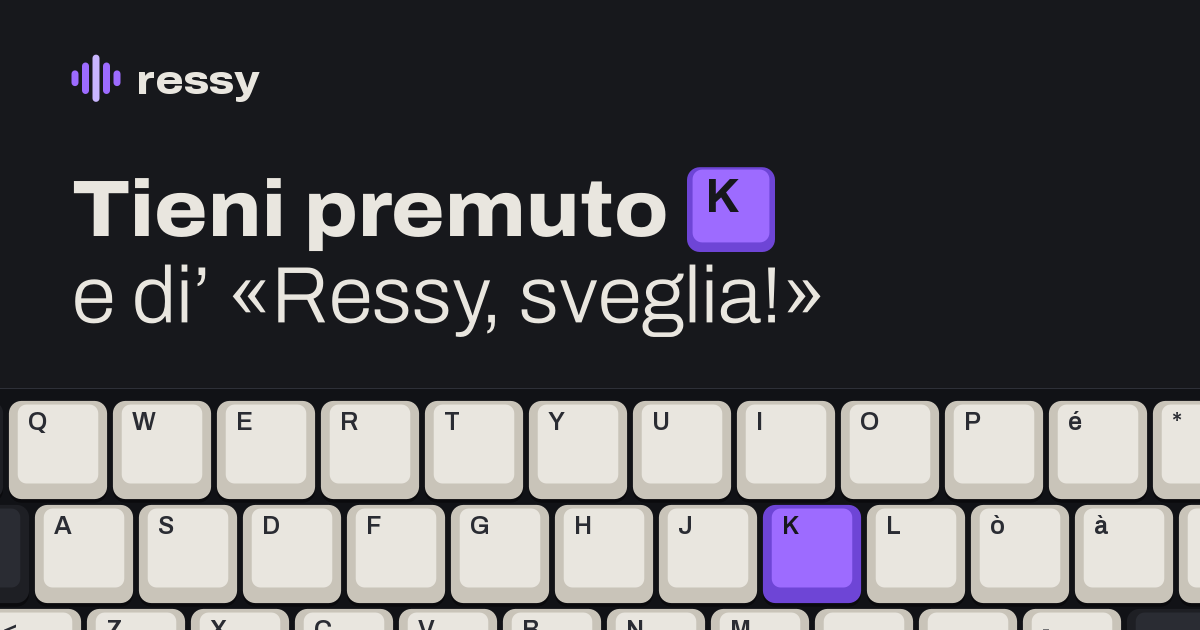 ressy
Tieni premuto K
e di’ «Ressy, sveglia!»
Q W E R T Y U I O P é *
A S D F G H J K L ò à
< Z X C V B N M -